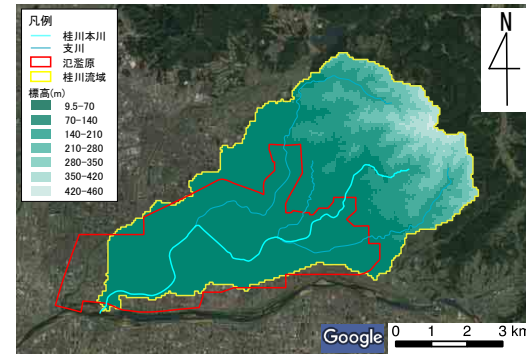 凡例
桂川本川
支川
氾濫原
桂川流域
標高(m)
9.5-70
70-140
140-210
210-280
280-350
350-420
420-460
N
Google
0 1 2 3 km